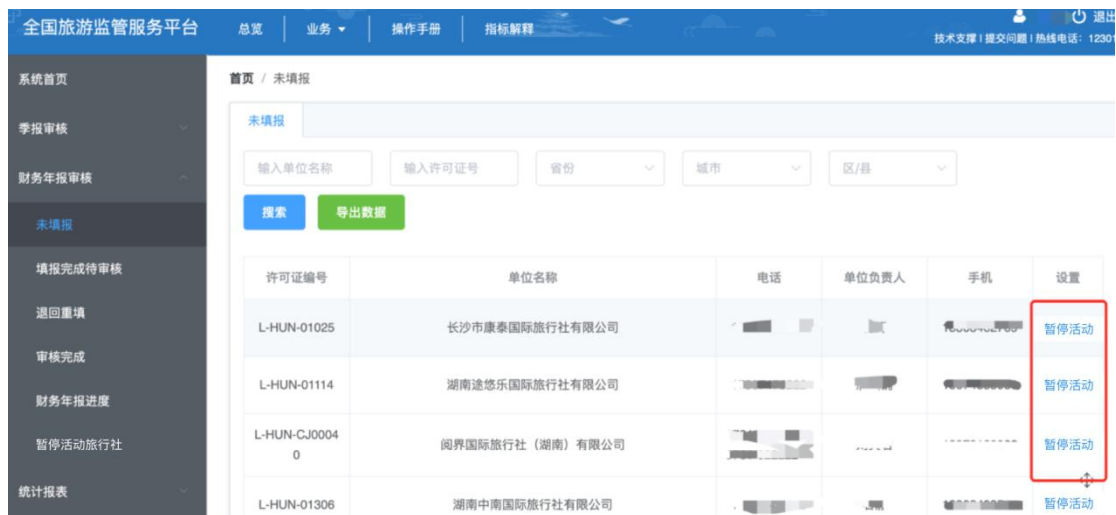 全国旅游监管服务平台
总览 业务 操作手册 指标解释
退出
技术支撑 | 提交问题 | 热线电话：12301
系统首页
季报审核
财务年报审核
未填报
填报完成待审核
退回重填
审核完成
财务年报进度
暂停活动旅行社
统计报表
首页 / 未填报
未填报
输入单位名称 输入许可证号 省份 城市 区/县
搜索 导出数据
许可证编号 单位名称 电话 单位负责人 手机 设置
L-HUN-01025 长沙市康泰国际旅行社有限公司 暂停活动
L-HUN-01114 湖南途悠乐国际旅行社有限公司 暂停活动
L-HUN-CJ0004
0 阅界国际旅行社（湖南）有限公司 暂停活动
L-HUN-01306 湖南中南国际旅行社有限公司 暂停活动